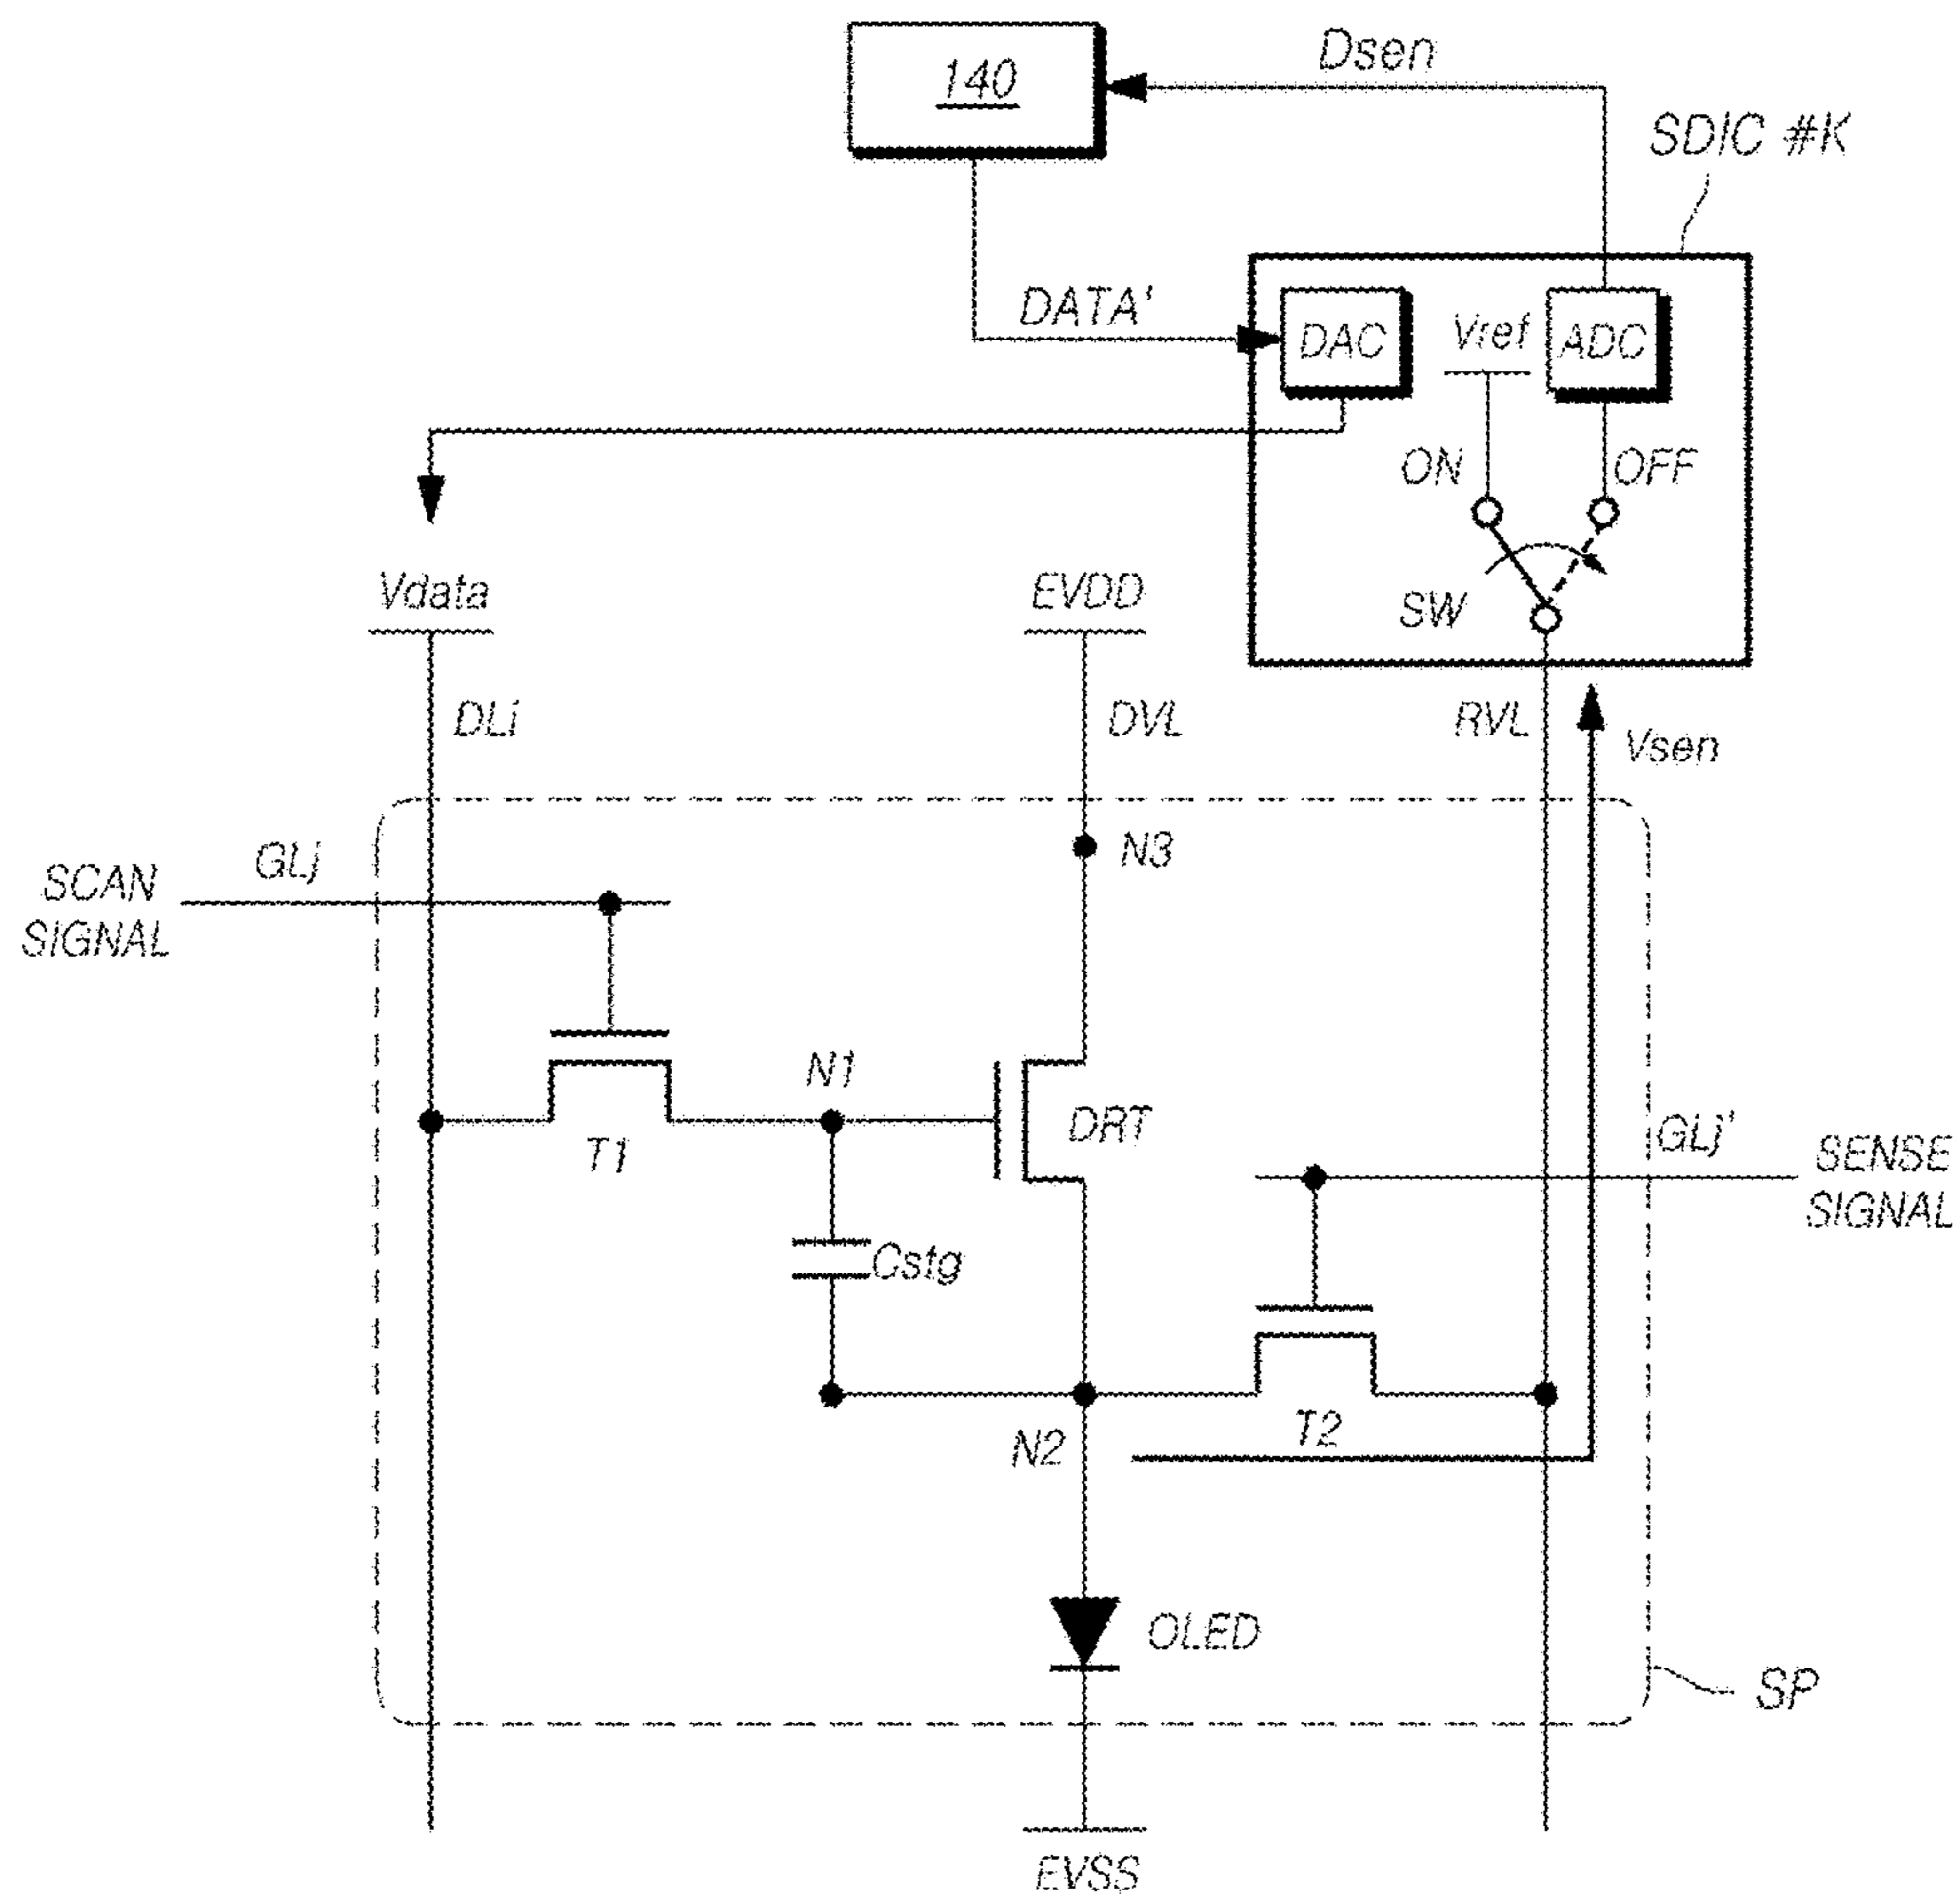 Dsen
140
SDIC #K
DATA'
DAC
Vref
ADC
ON
OFF
SW
Vdata
EVDD
DLi
DVL
RVL
Vsen
GLj
N3
SCAN
SIGNAL
N1
DRT
T1
GLj'
SENSE
SIGNAL
Cstg
T2
N2
OLED
SP
EVSS